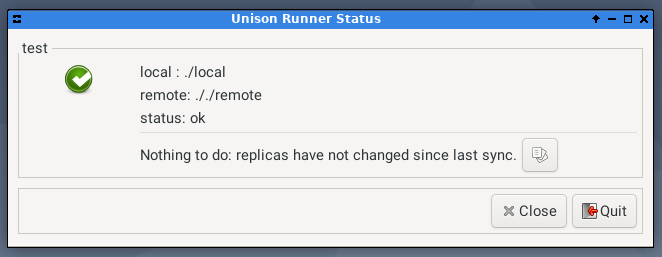 Unison Runner Status
test
local : ./local
remote: ././remote
status: ok
Nothing to do: replicas have not changed since last sync.
Close Quit